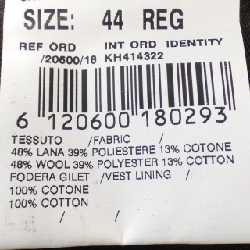 SIZE: 44 REG
REF ORD INT ORD IDENTITY
/20600/18 KH414322
6 120600 180293
TESSUTO /FABRIC /
48% LANA 39% POLIESTERE 13% COTONE
48% WOOL 39% POLYESTER 13% COTTON
FODERA GILET /VEST LINING /
100% COTONE
100% COTTON
/ /